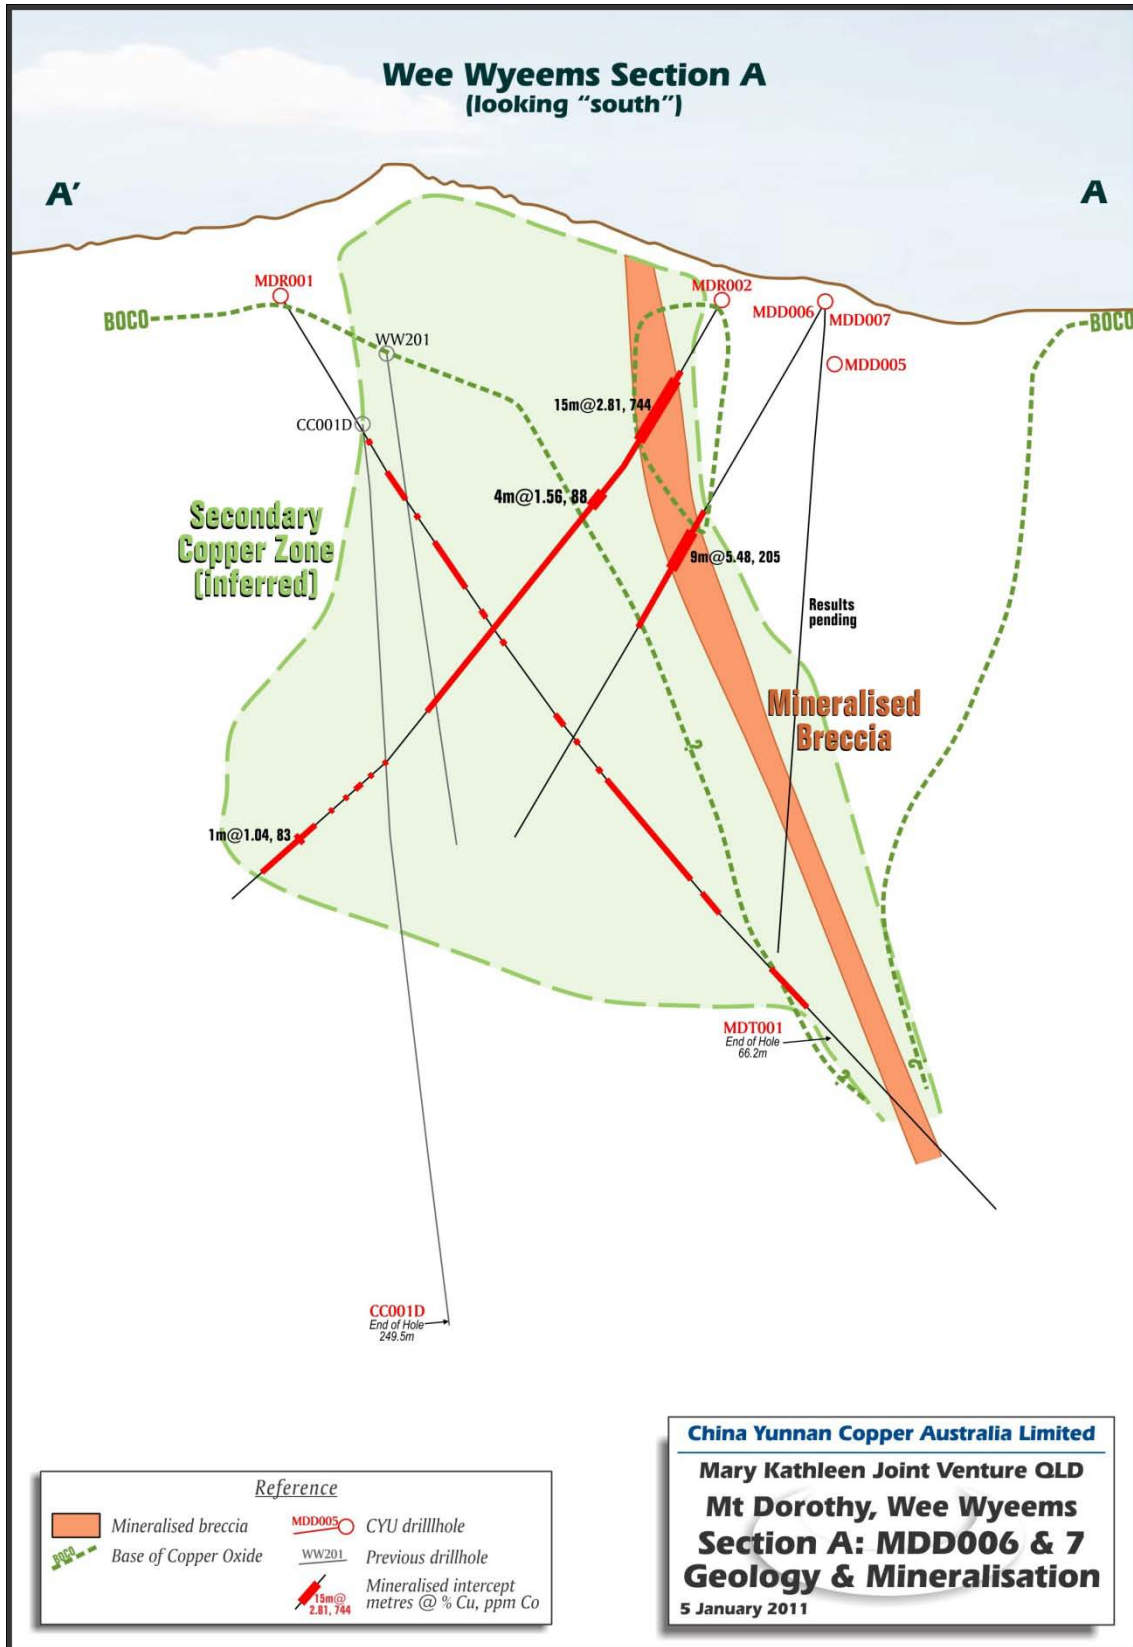 Wee Wyeems Section A
(looking “south”)
A’
A
MDR001
MDR002
MDD006
MDD007
BOCO
BOCO
WW201
MDD005
15m@2.81, 744
CC001D
4m@1.56, 88
Secondary
Copper Zone
(inferred)
9m@5.48, 205
Results
pending
Mineralised
Breccia
?
1m@1.04, 83
MDT001
End of Hole
66.2m
?
?
CC001D
End of Hole
249.5m
Reference
Mineralised breccia
BOCO
Base of Copper Oxide
MDD005
CYU drilllhole
WW201
Previous drillhole
15m@
2.81, 744
Mineralised intercept
metres @ % Cu, ppm Co
China Yunnan Copper Australia Limited
Mary Kathleen Joint Venture QLD
Mt Dorothy, Wee Wyeems
Section A: MDD006 & 7
Geology & Mineralisation
5 January 2011